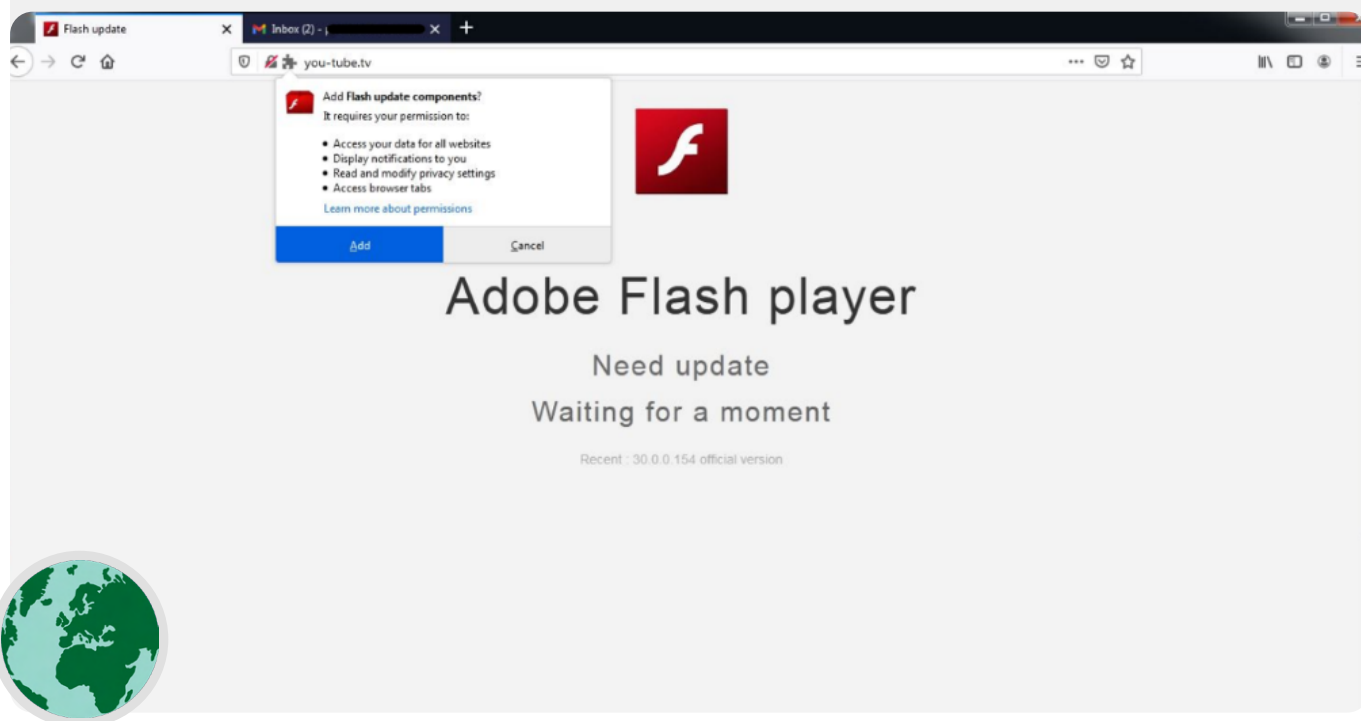 Flash update
Inbox (2) -
you-tube.tv
Add Flash update components?
It requires your permission to:
• Access your data for all websites
• Display notifications to you
• Read and modify privacy settings
• Access browser tabs
Learn more about permissions
Add Cancel
Adobe Flash player
Need update
Waiting for a moment
Recent : 30.0.0.154 official version